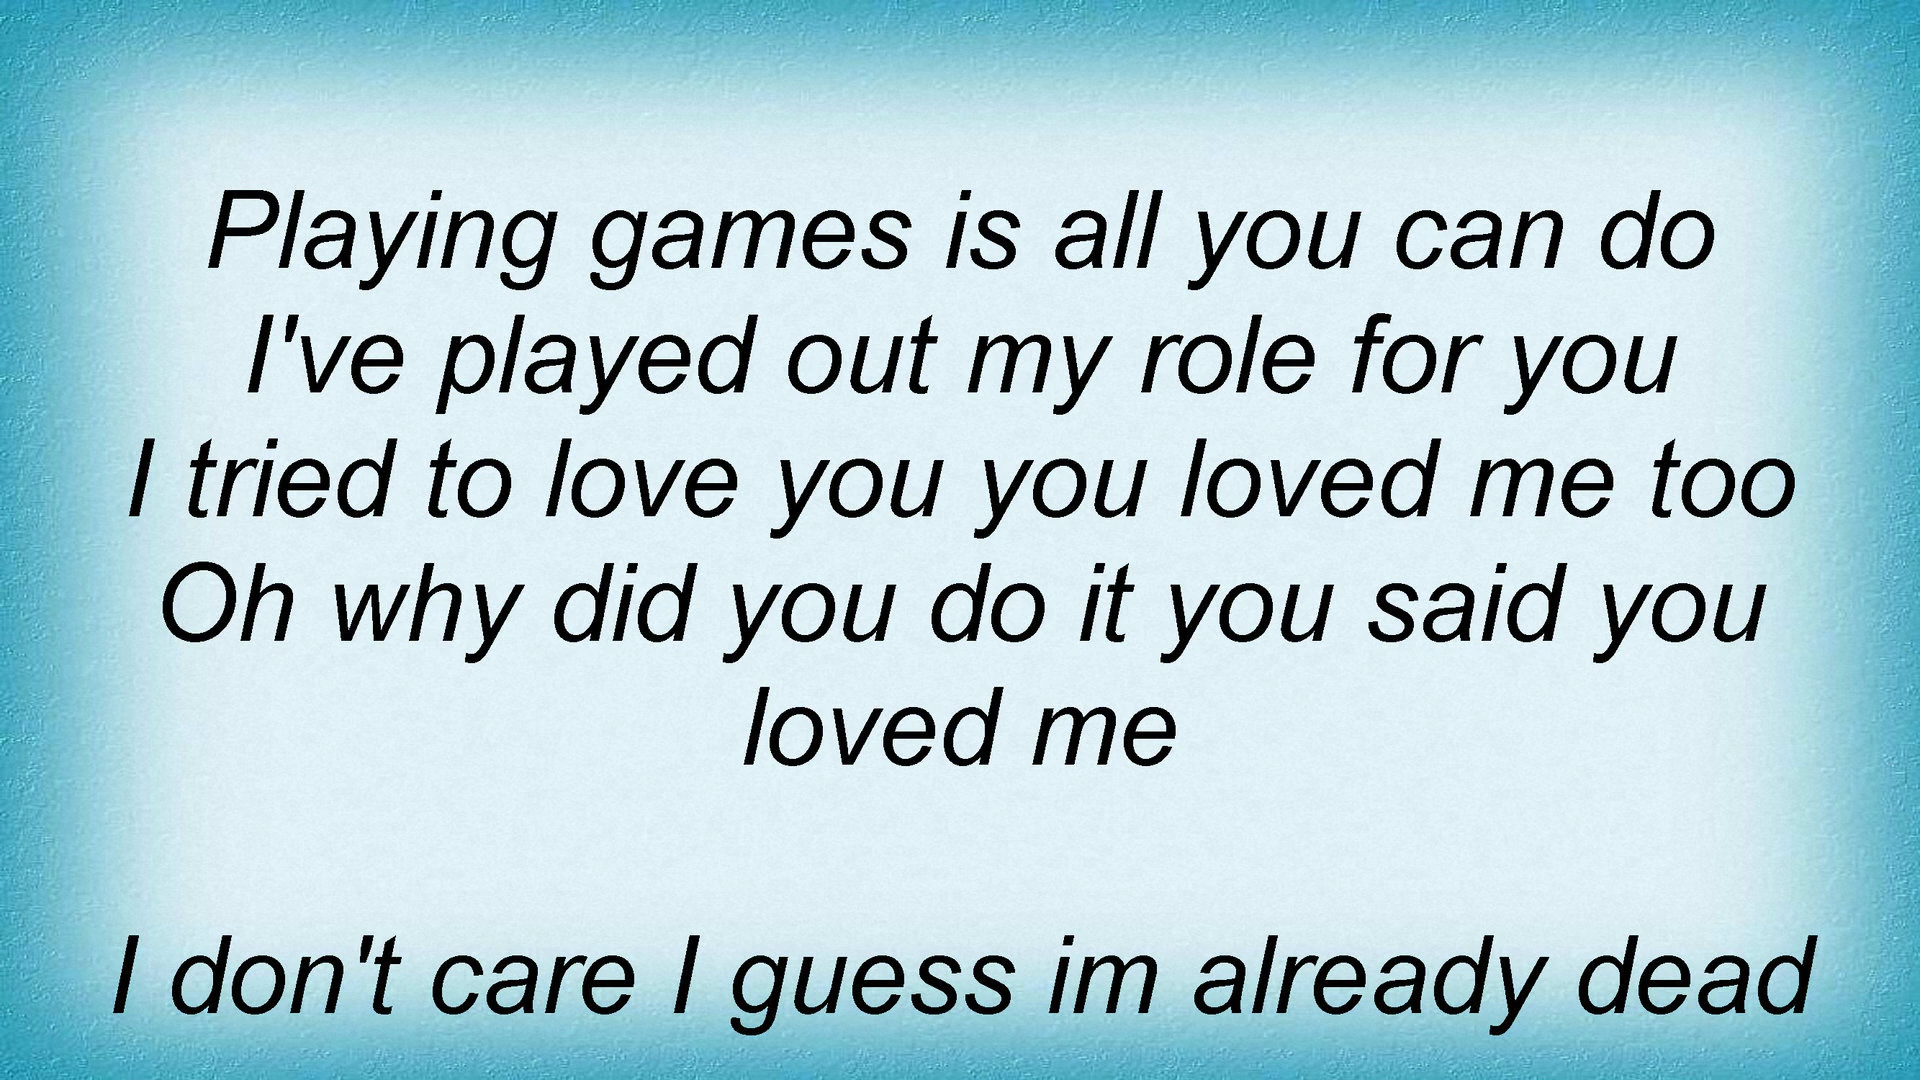 Playing games is all you can do
I've played out my role for you
I tried to love you you loved me too
Oh why did you do it you said you
loved me
I don't care I guess im already dead